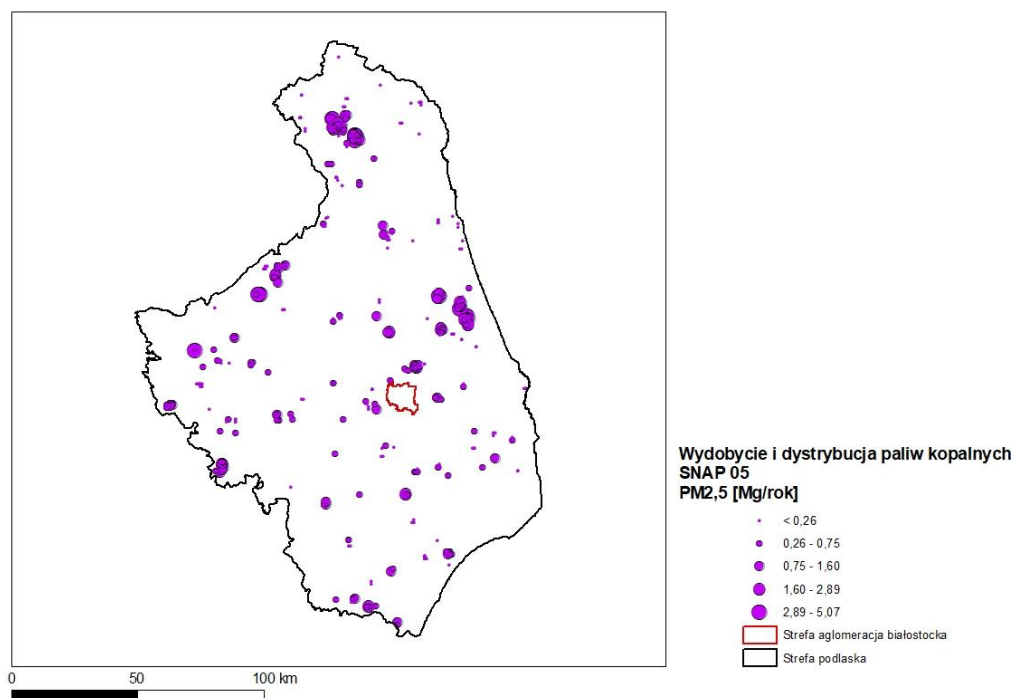 Wydobycie i dystrybucja paliw kopalnych
SNAP 05
PM2,5 [Mg/rok]
< 0,26
0,26 - 0,75
0,75 - 1,60
1,60 - 2,89
2,89 - 5,07
Strefa aglomeracja białostocka
Strefa podlaska
0 50 100 km